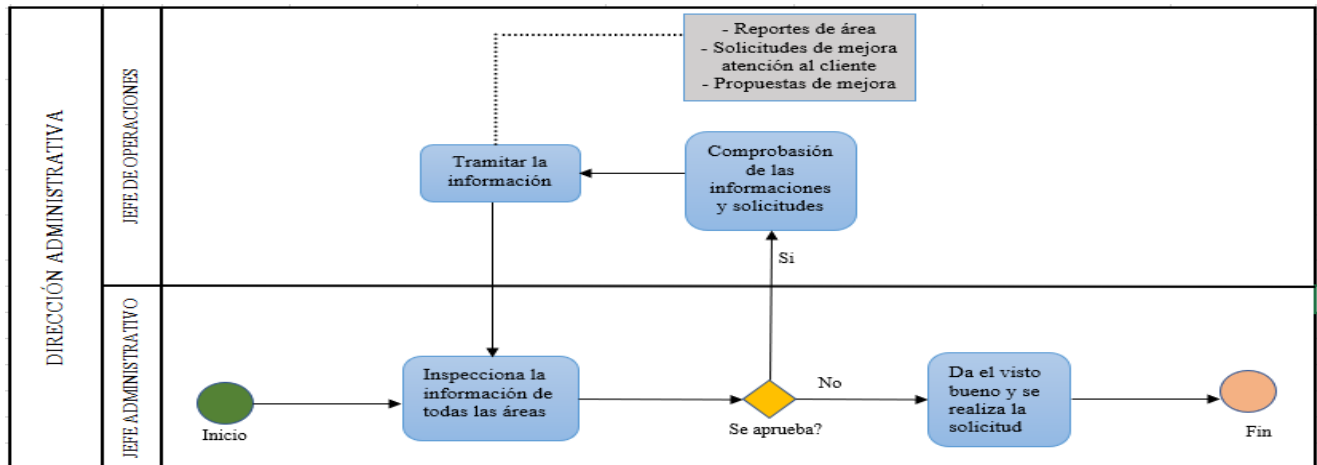 DIRECCIÓN ADMINISTRATIVA
JEFE DE OPERACIONES
- Reportes de área
- Solicitudes de mejora
atención al cliente
- Propuestas de mejora
Tramitar la
información
Comprobasión
de las
informaciones
y solicitudes
Si
JEFE ADMINISTRATIVO
Inicio
Inspecciona la
información de
todas las áreas
Se aprueba?
No
Da el visto
bueno y se
realiza la
solicitud
Fin